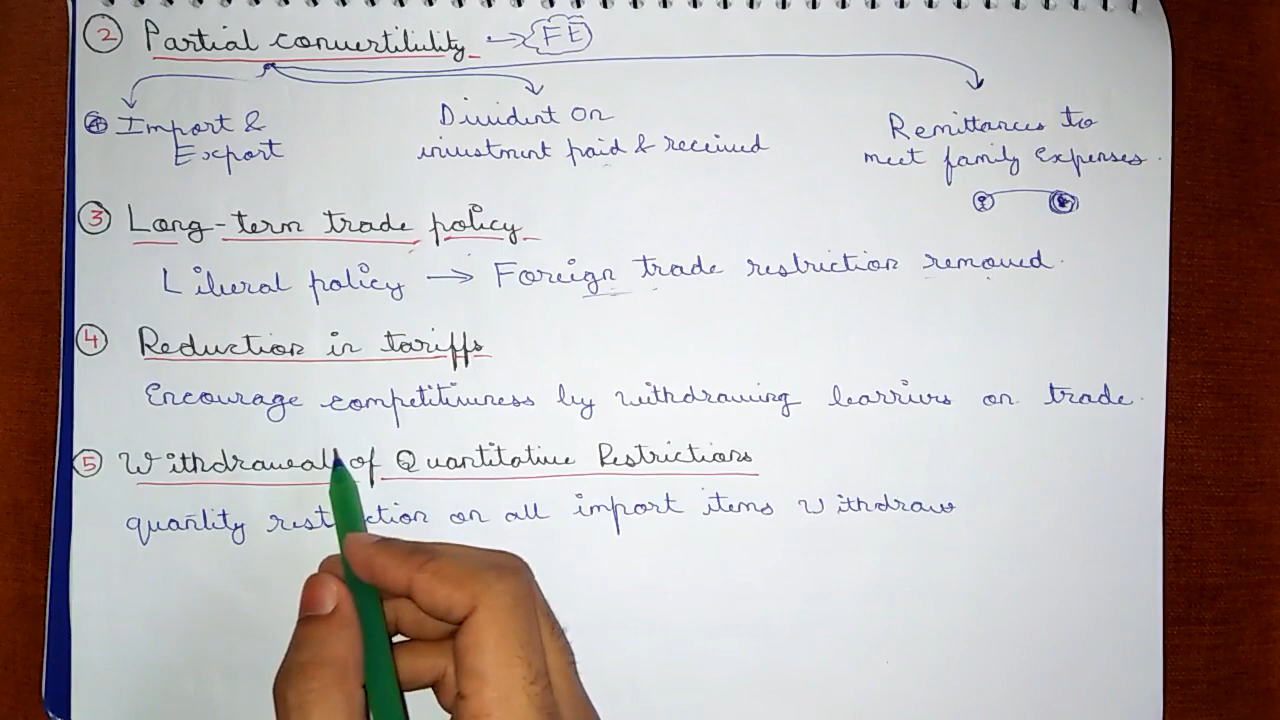 ② Partial convertibility → FE
Import &
Export
Divident on
investment paid & received
Remittances to
meet family expenses.
③ Long-term trade policy
Liberal policy → Foreign trade restriction removed.
④ Reduction in tariffs
Encourage competitiveness by withdrawing barriers on trade.
⑤ Withdrawal of Quantitative Restrictions
quantity restriction on all import items withdraw